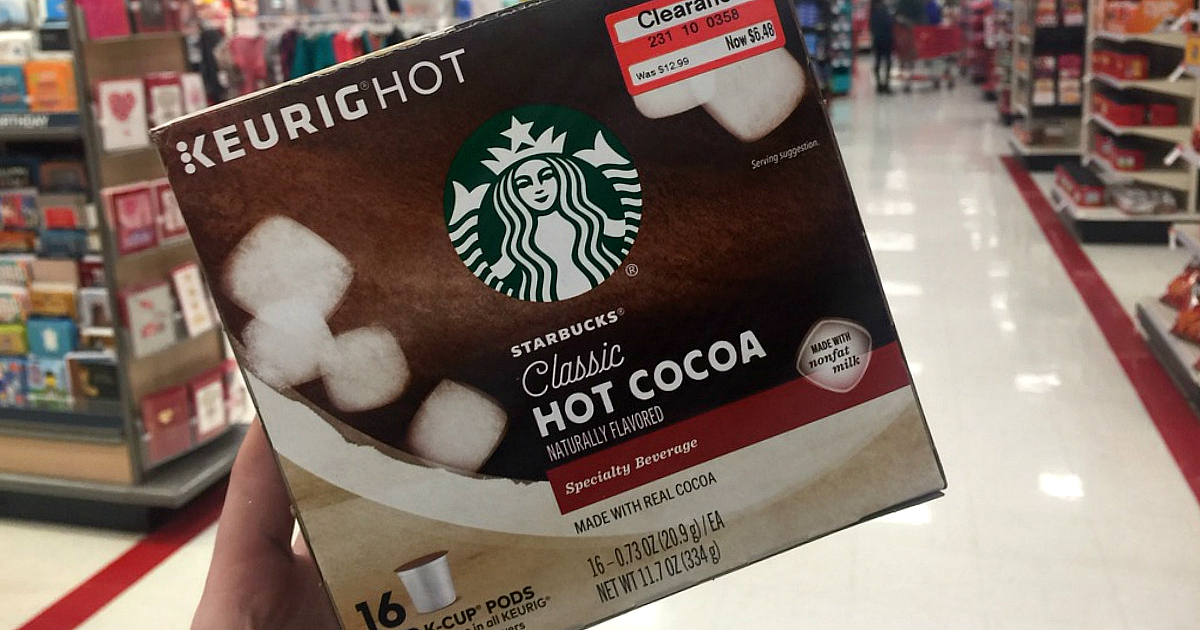 Clearance
231 10 0358
Was $12.99
Now $6.48
KEURIG® HOT
Serving suggestion.
®
STARBUCKS®
Classic
HOT COCOA
NATURALLY FLAVORED
MADE WITH
nonfat
milk
Specialty Beverage
MADE WITH REAL COCOA
16 – 0.73 OZ (20.9 g) / EA
NET WT 11.7 OZ (334 g)
16
K-CUP® PODS
in all KEURIG®